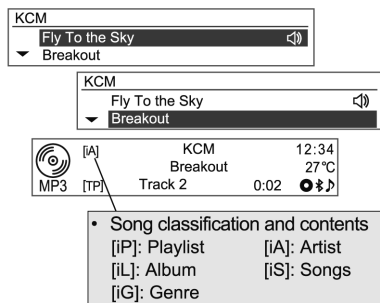 KCM
Fly To the Sky
Breakout
KCM
Fly To the Sky
Breakout
[iA] KCM 12:34
Breakout 27°C
MP3 [TP] Track 2 0:02
• Song classification and contents
[iP]: Playlist [iA]: Artist
[iL]: Album [iS]: Songs
[iG]: Genre